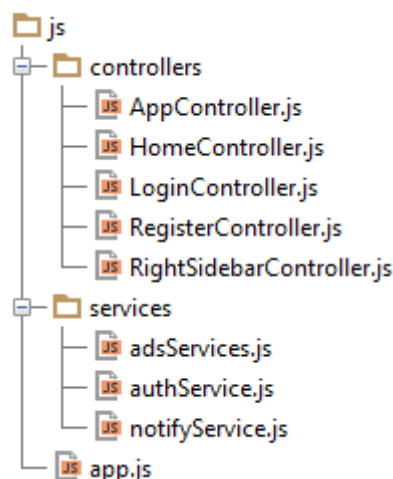 js
controllers
JS AppController.js
JS HomeController.js
JS LoginController.js
JS RegisterController.js
JS RightSidebarController.js
services
JS adsServices.js
JS authService.js
JS notifyService.js
JS app.js